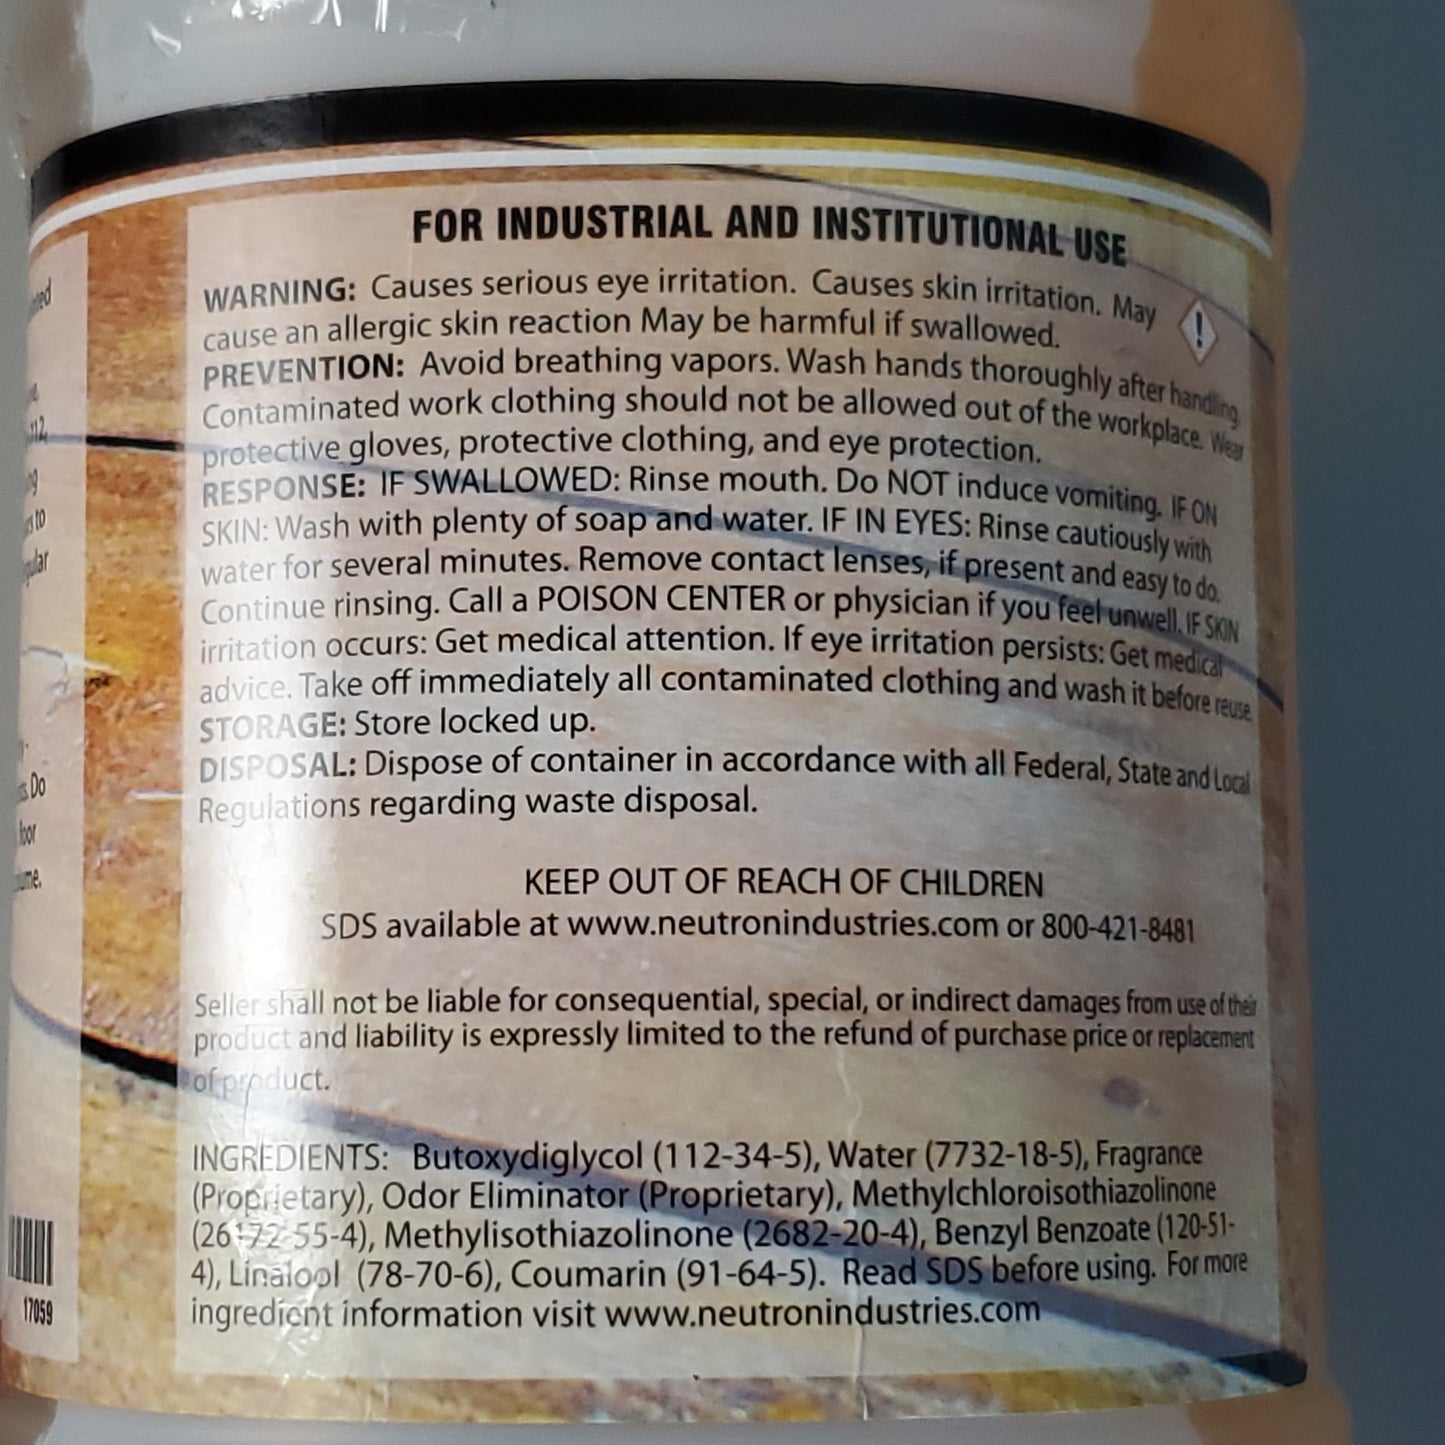 FOR INDUSTRIAL AND INSTITUTIONAL USE
WARNING: Causes serious eye irritation. Causes skin irritation. May
cause an allergic skin reaction May be harmful if swallowed.
PREVENTION: Avoid breathing vapors. Wash hands thoroughly after handling.
Contaminated work clothing should not be allowed out of the workplace. Wear
protective gloves, protective clothing, and eye protection.
RESPONSE: IF SWALLOWED: Rinse mouth. Do NOT induce vomiting. IF ON
SKIN: Wash with plenty of soap and water. IF IN EYES: Rinse cautiously with
water for several minutes. Remove contact lenses, if present and easy to do.
Continue rinsing. Call a POISON CENTER or physician if you feel unwell. IF SKIN
irritation occurs: Get medical attention. If eye irritation persists: Get medical
advice. Take off immediately all contaminated clothing and wash it before reuse.
STORAGE: Store locked up.
DISPOSAL: Dispose of container in accordance with all Federal, State and Local
Regulations regarding waste disposal.
KEEP OUT OF REACH OF CHILDREN
SDS available at www.neutronindustries.com or 800-421-8481
Seller shall not be liable for consequential, special, or indirect damages from use of their
product and liability is expressly limited to the refund of purchase price or replacement
of product.
INGREDIENTS: Butoxydiglycol (112-34-5), Water (7732-18-5), Fragrance
(Proprietary), Odor Eliminator (Proprietary), Methylchloroisothiazolinone
(26172-55-4), Methylisothiazolinone (2682-20-4), Benzyl Benzoate (120-51-
4), Linalool (78-70-6), Coumarin (91-64-5). Read SDS before using. For more
ingredient information visit www.neutronindustries.com
112
Do
17059